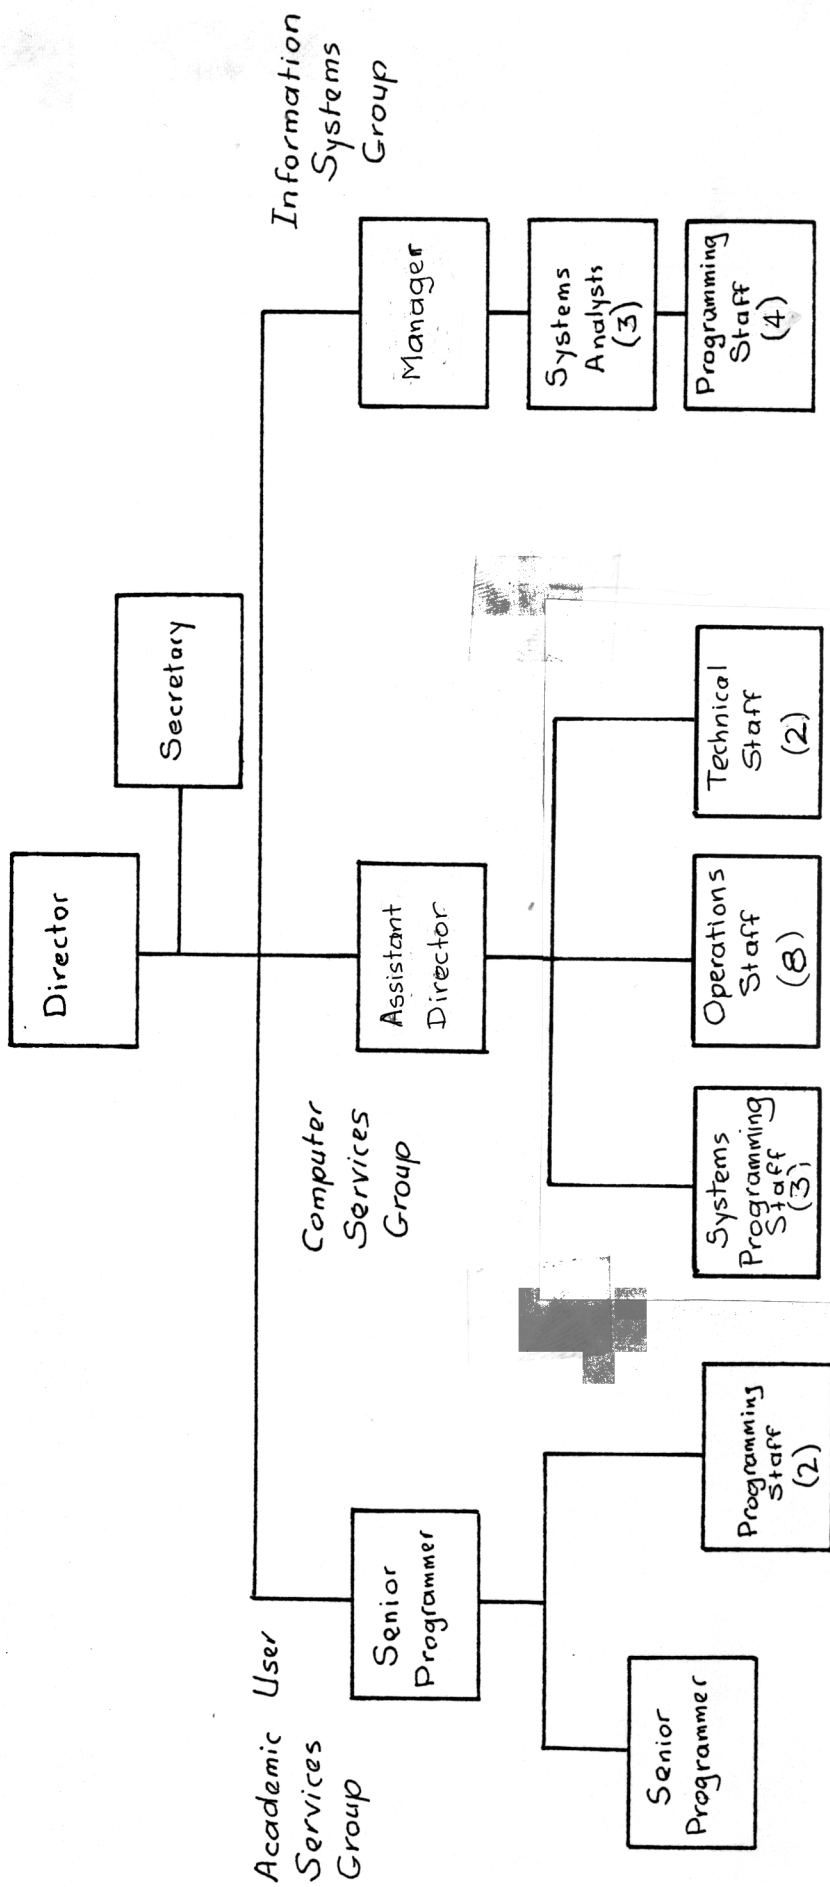 Director
Secretary
Academic User
Services
Group
Computer
Services
Group
Information
Systems
Group
Senior
Programmer
Assistant
Director
Manager
Senior
Programmer
Programming
Staff
(2)
Systems
Programming
Staff
(3)
Operations
Staff
(8)
Technical
Staff
(2)
Systems
Analysts
(3)
Programming
Staff
(4)